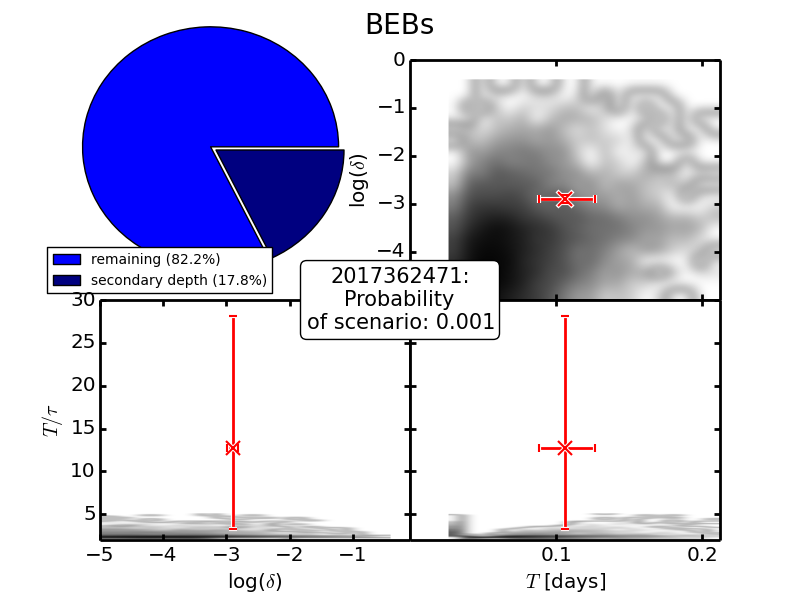 BEBs
remaining (82.2%)
secondary depth (17.8%)
log(δ)
0
−1
−2
−3
−4
2017362471:
Probability
of scenario: 0.001
T/τ
30
25
20
15
10
5
−5 −4 −3 −2 −1
log(δ)
0.1 0.2
T [days]